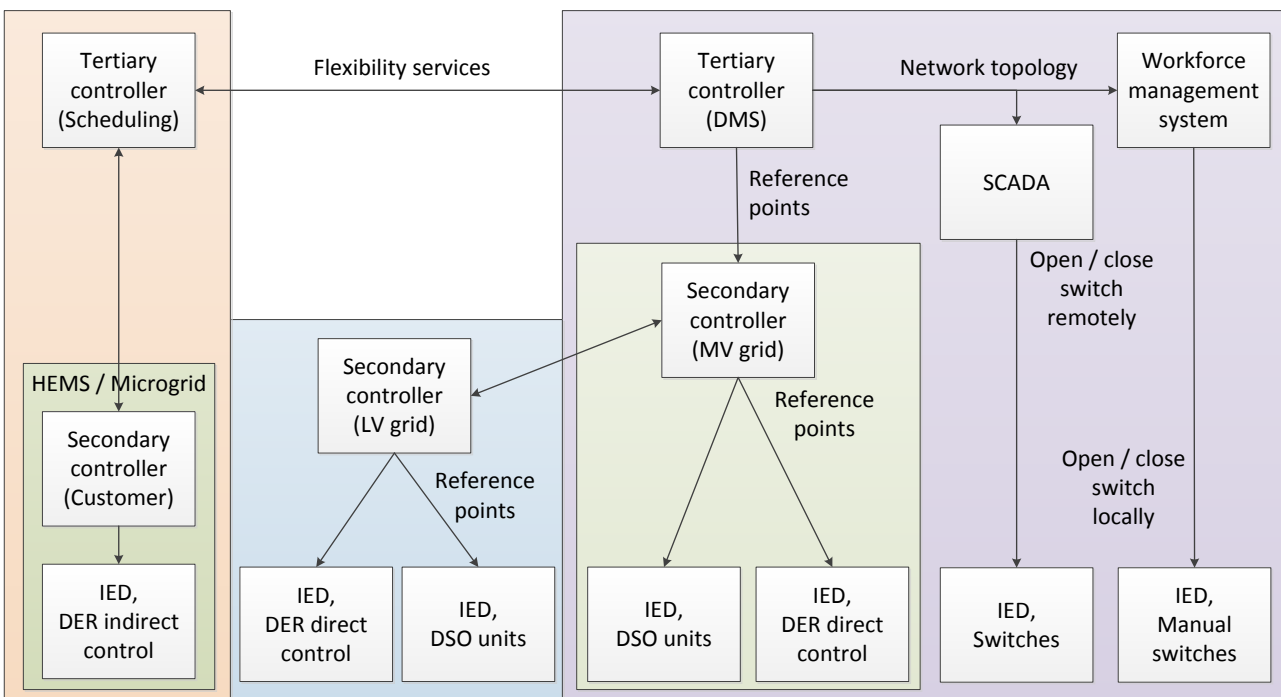 Tertiary
controller
(Scheduling)
Flexibility services
Tertiary
controller
(DMS)
Network topology
Workforce
management
system
Reference
points
SCADA
Open / close
switch
remotely
Secondary
controller
(MV grid)
Secondary
controller
(LV grid)
HEMS / Microgrid
Secondary
controller
(Customer)
Reference
points
Reference
points
Open / close
switch
locally
IED,
DER indirect
control
IED,
DER direct
control
IED,
DSO units
IED,
DSO units
IED,
DER direct
control
IED,
Switches
IED,
Manual
switches